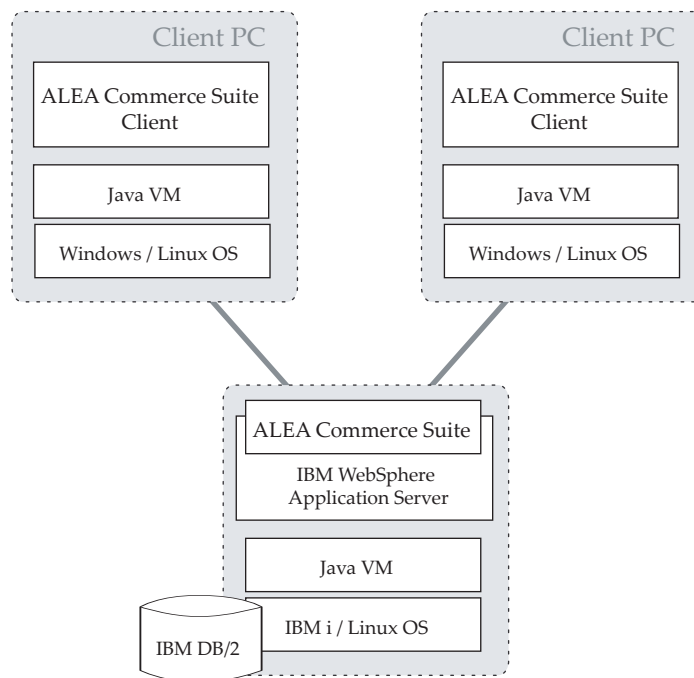 Client PC
ALEA Commerce Suite
Client
Java VM
Windows / Linux OS
Client PC
ALEA Commerce Suite
Client
Java VM
Windows / Linux OS
ALEA Commerce Suite
IBM WebSphere
Application Server
Java VM
IBM i / Linux OS
IBM DB/2